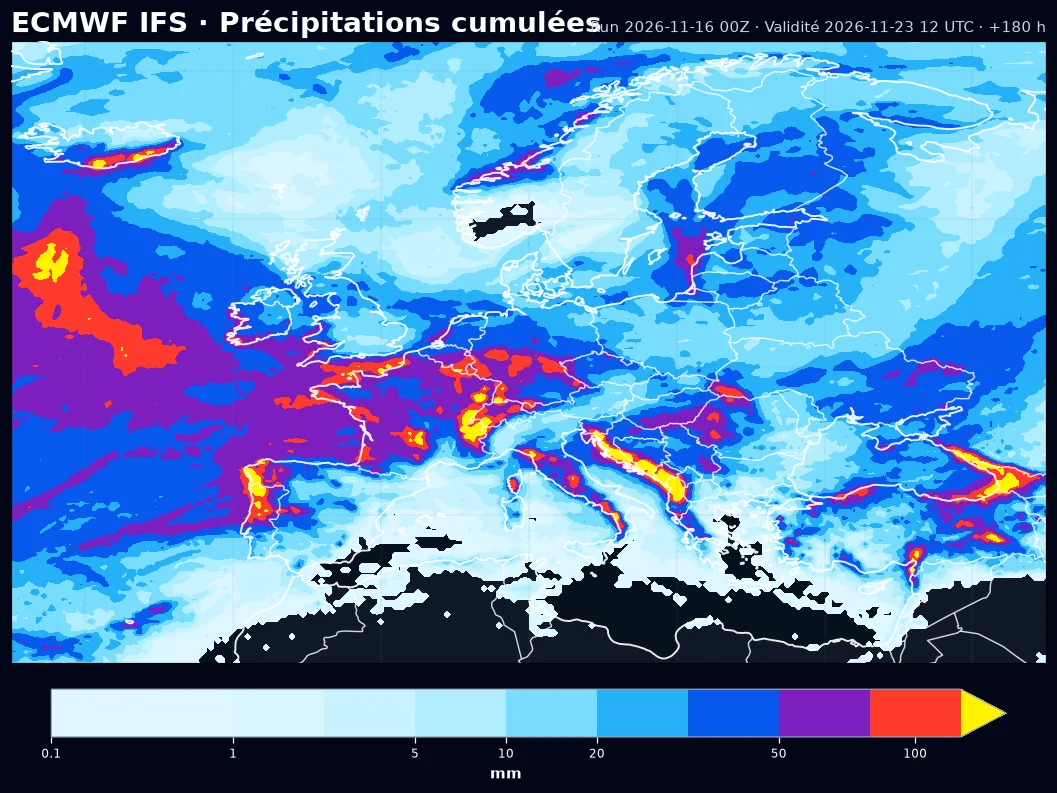 ECMWF IFS · Précipitations cumulées
Run 2026-11-16 00Z · Validité 2026-11-23 12 UTC · +180 h
0.1 1 5 10 20 50 100
mm